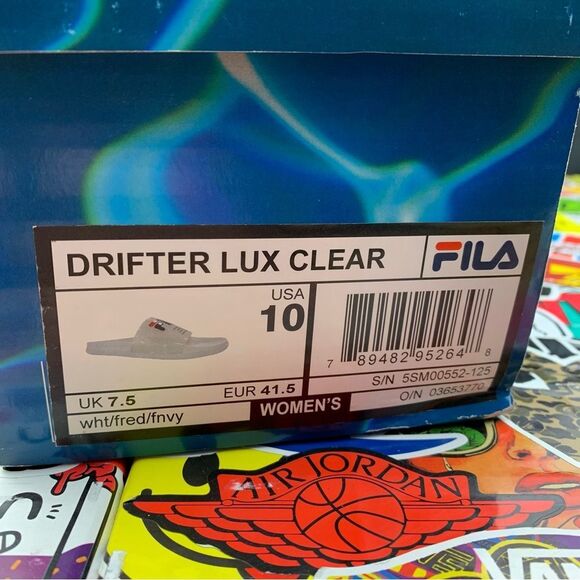 DRIFTER LUX CLEAR
FILA
USA
10
UK 7.5
EUR 41.5
wht/fred/fnvy
WOMEN'S
7 89482 95264 8
S/N 5SM00552-125
O/N 03653770
AIR JORDAN